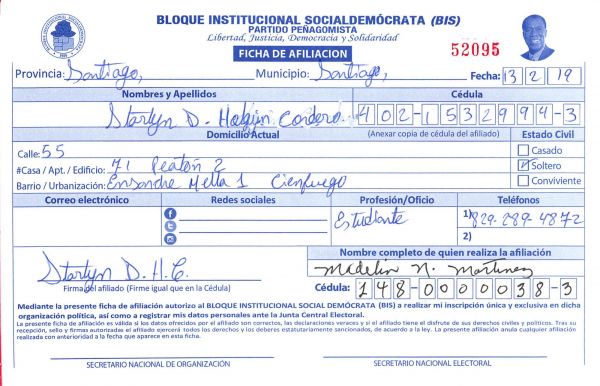 BLOQUE INSTITUCIONAL SOCIALDEMÓCRATA (BIS)
PARTIDO PEÑAGOMISTA
Libertad, Justicia, Democracia y Solidaridad
FICHA DE AFILIACION
52095
Provincia: Santiago, Municipio: Santiago, Fecha: 13 2 19
Nombres y Apellidos Cédula
Starlyn D. Holguin Cordero. 402-1532994-3
Domicilio Actual (Anexar copia de cédula del afiliado) Estado Civil
Calle: 55 Casado
#Casa / Apt. / Edificio: 71 Peaton 2 Soltero
Barrio / Urbanización: Ensanche Mella 1 Cienfuego Conviviente
Correo electrónico Redes sociales Profesión/Oficio Teléfonos
Estudiante 1) 829-289-4872
2)
Nombre completo de quien realiza la afiliación
Starlyn D. H. C. Madelin N. Martinez
Firma del afiliado (Firme igual que en la Cédula) Cédula: 148-0000038-3
Mediante la presente ficha de afiliación autorizo al BLOQUE INSTITUCIONAL SOCIAL DEMÓCRATA (BIS) a realizar mi inscripción única y exclusiva en dicha
organización política, así como a registrar mis datos personales ante la Junta Central Electoral.
La presente ficha de afiliación es válida si los datos ofrecidos por el afiliado son correctos, las declaraciones veraces y si el afiliado tiene el disfrute de sus derechos civiles y políticos. Tras su
recepción, sello y firmas autorizadas el afiliado ejercerá todos los derechos y los deberes estatutariamente sancionados, de acuerdo a la ley. La presente afiliación anula cualquier afiliación
realizada con anterioridad a la fecha que aparece en esta ficha.
SECRETARIO NACIONAL DE ORGANIZACIÓN SECRETARIO NACIONAL ELECTORAL